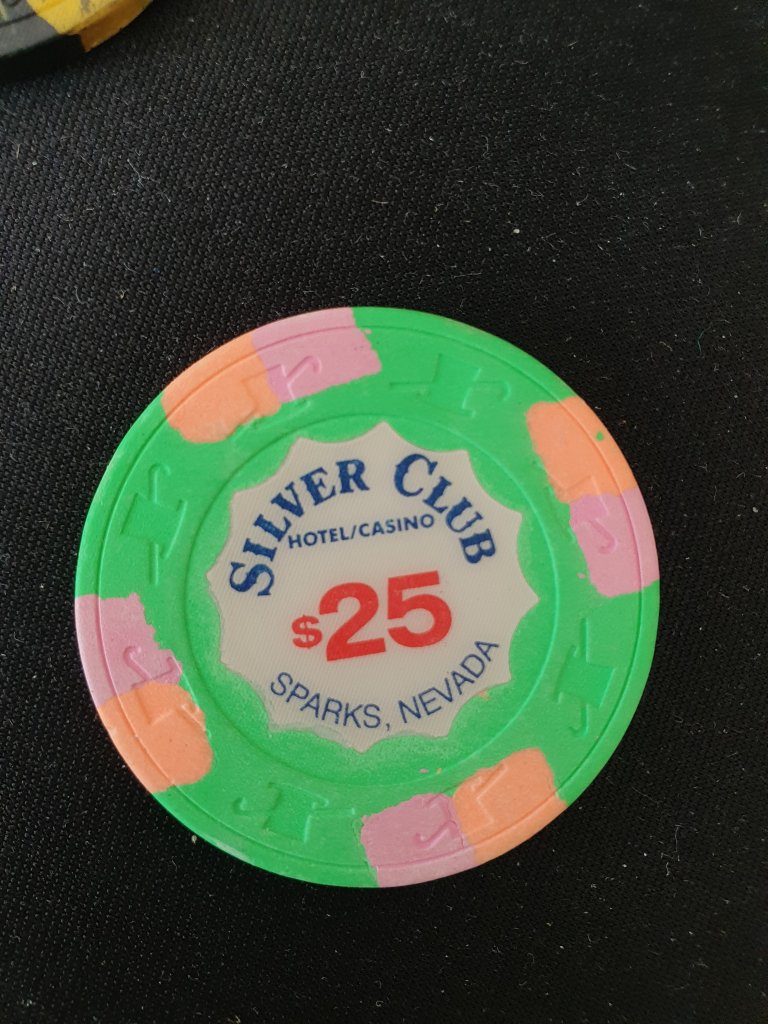 SILVER CLUB
HOTEL/CASINO
$25
SPARKS, NEVADA